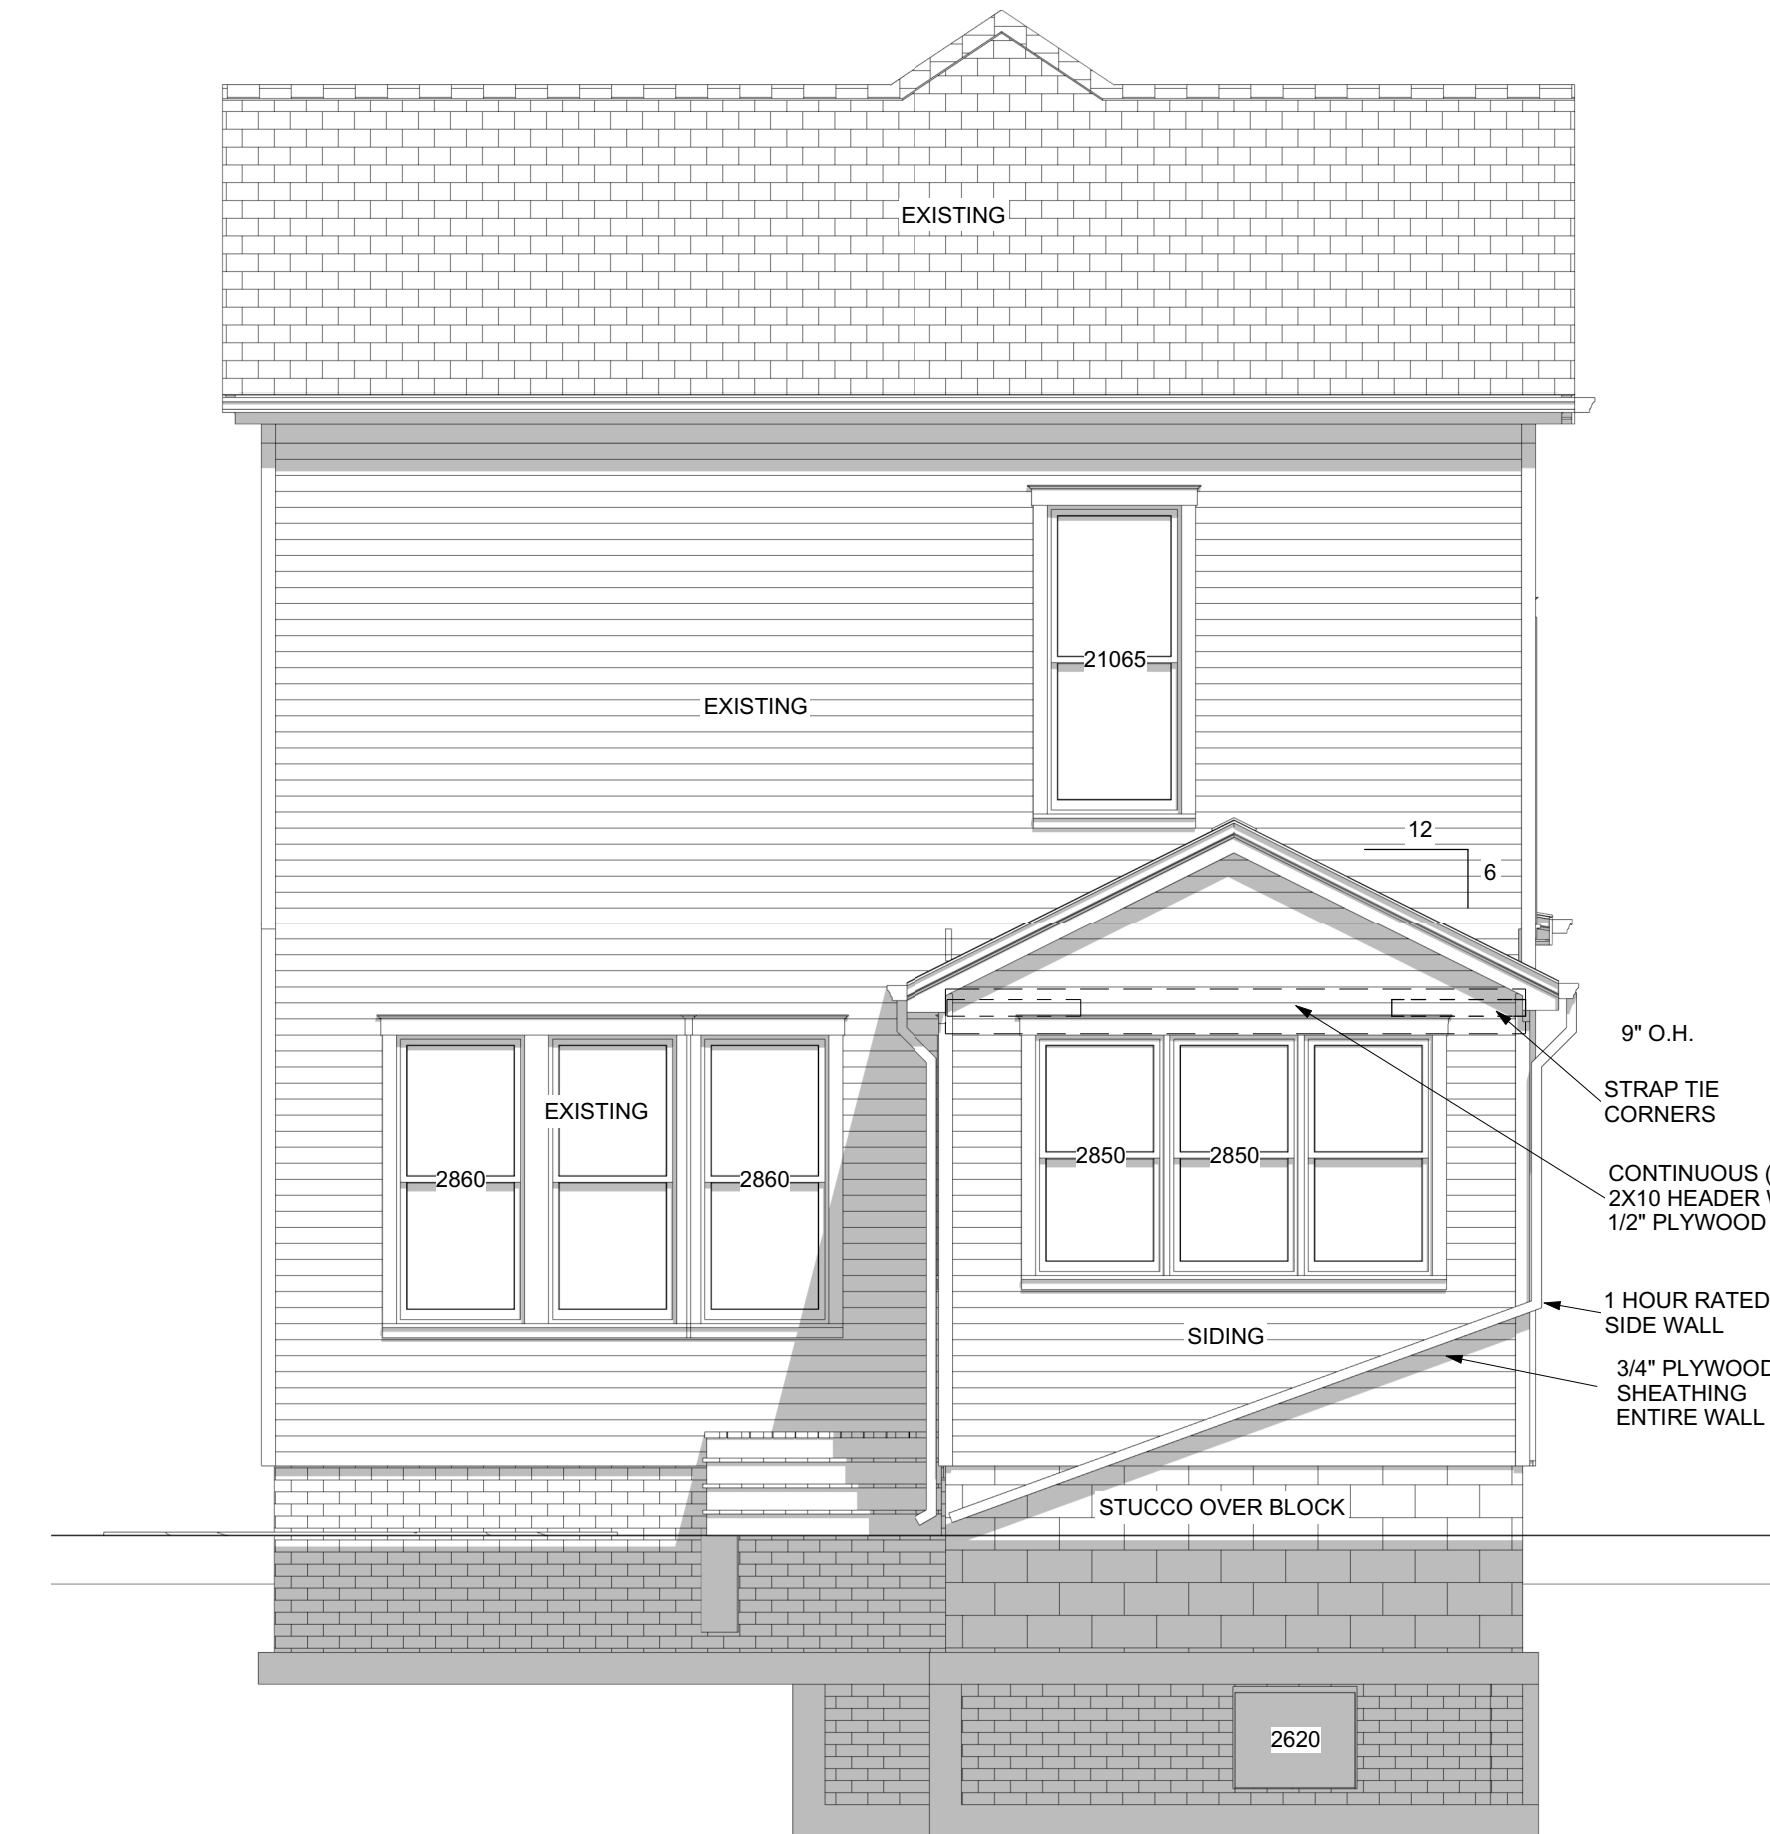 EXISTING
21065
EXISTING
12
6
9" O.H.
STRAP TIE
CORNERS
EXISTING
2860
2860
2850
2850
CONTINUOUS (
2X10 HEADER
1/2" PLYWOOD
1 HOUR RATED
SIDE WALL
SIDING
3/4" PLYWOOD
SHEATHING
ENTIRE WALL
STUCCO OVER BLOCK
2620